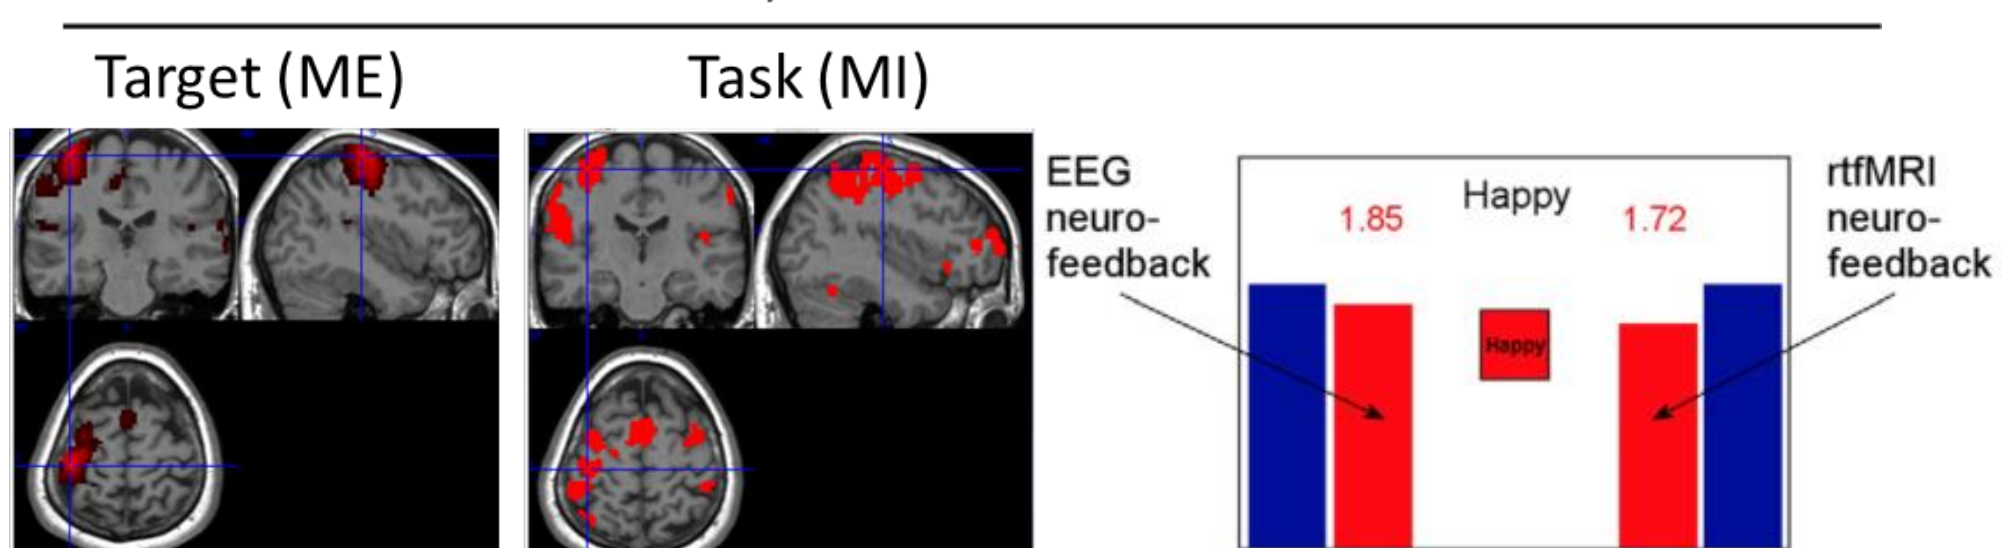 Target (ME)
Task (MI)
EEG
neuro-
feedback
Happy
1.85
1.72
Happy
rtfMRI
neuro-
feedback